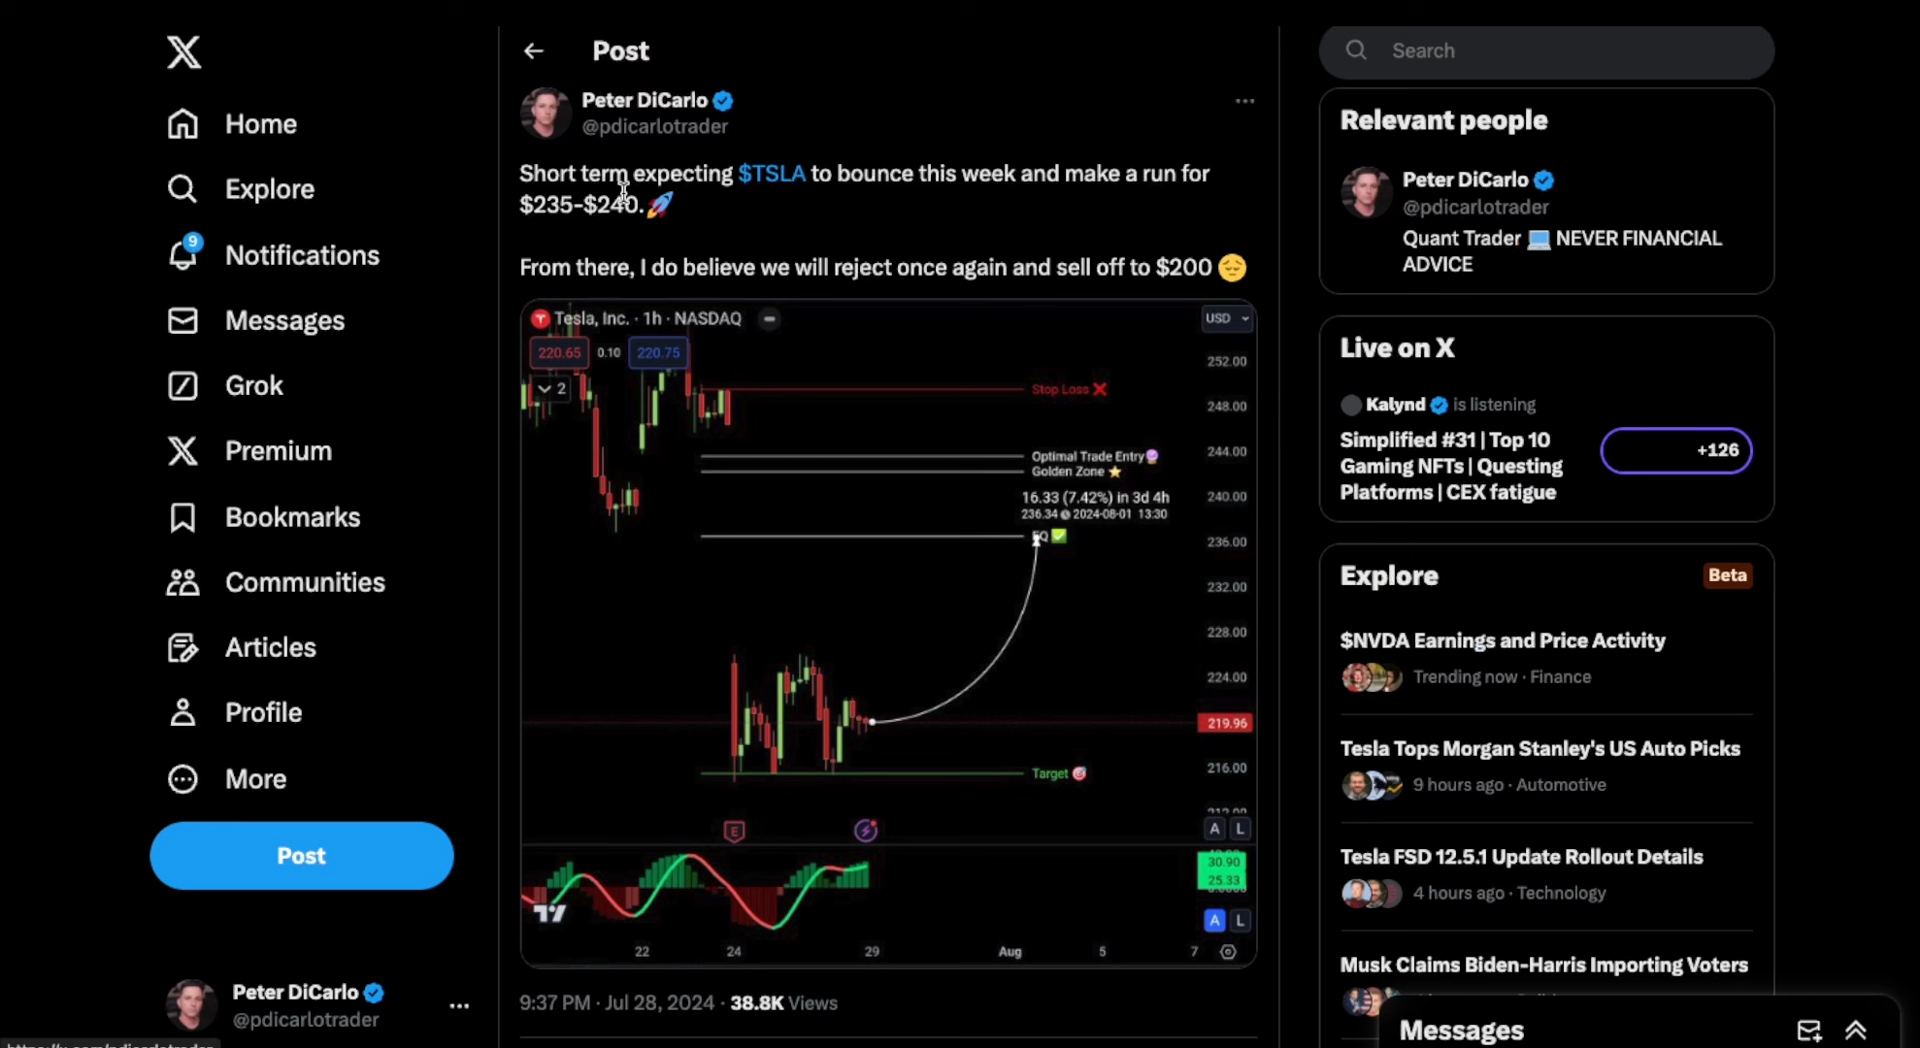 Home
Explore
9
Notifications
Messages
Grok
Premium
Bookmarks
Communities
Articles
Profile
More
Post
Peter DiCarlo
@pdicarlotrader
Post
Peter DiCarlo
@pdicarlotrader
Short term expecting $TSLA to bounce this week and make a run for
$235-$240.🚀
From there, I do believe we will reject once again and sell off to $200 😔
Tesla, Inc. · 1h · NASDAQ
USD
220.65 0.10 220.75
2
252.00
Stop Loss ❌
248.00
244.00
Optimal Trade Entry🔮
Golden Zone ⭐
240.00
16.33 (7.42%) in 3d 4h
236.34 2024-08-01 13:30
EQ ✅
236.00
232.00
228.00
224.00
219.96
216.00
Target 🎯
212.00
E
A L
30.90
25.33
A L
22 24 29 Aug 5 7
9:37 PM · Jul 28, 2024 · 38.8K Views
Search
Relevant people
Peter DiCarlo
@pdicarlotrader
Quant Trader 💻 NEVER FINANCIAL
ADVICE
Live on X
Kalynd is listening
Simplified #31 | Top 10
Gaming NFTs | Questing
Platforms | CEX fatigue
+126
Explore
Beta
$NVDA Earnings and Price Activity
Trending now · Finance
Tesla Tops Morgan Stanley's US Auto Picks
9 hours ago · Automotive
Tesla FSD 12.5.1 Update Rollout Details
4 hours ago · Technology
Musk Claims Biden-Harris Importing Voters
Messages